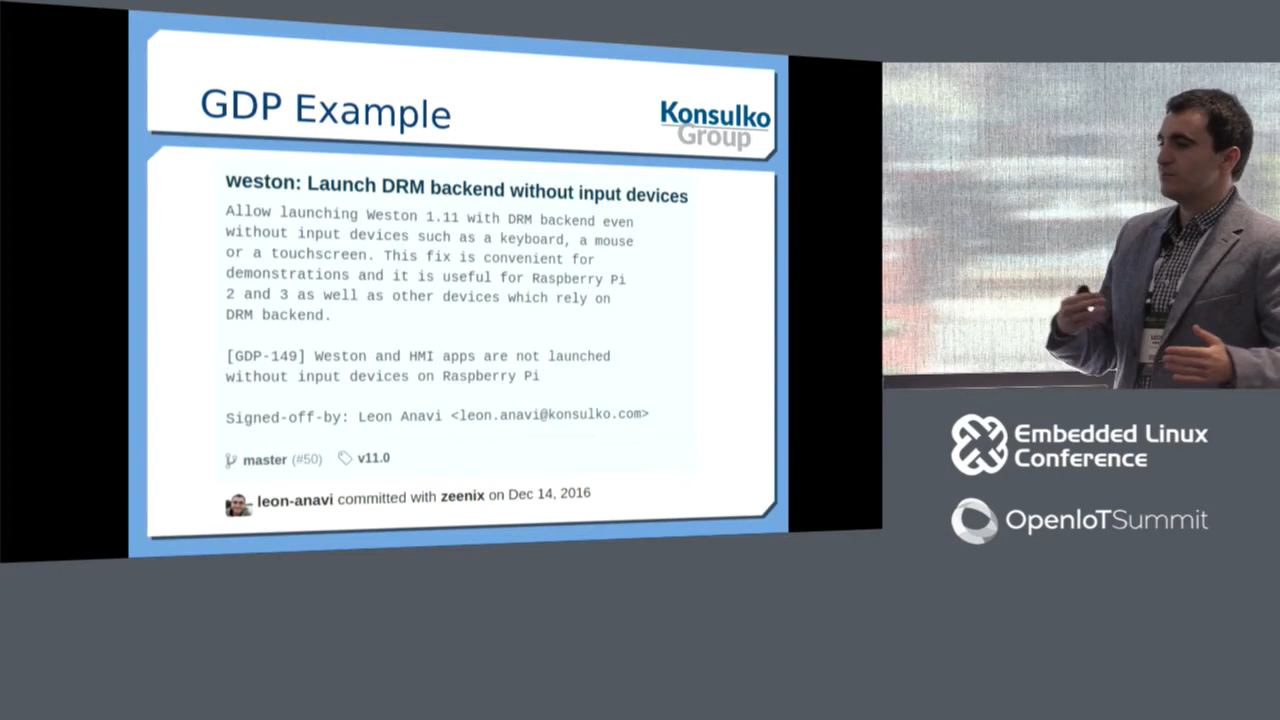 GDP Example
Konsulko
Group
weston: Launch DRM backend without input devices
Allow launching Weston 1.11 with DRM backend even
without input devices such as a keyboard, a mouse
or a touchscreen. This fix is convenient for
demonstrations and it is useful for Raspberry Pi
2 and 3 as well as other devices which rely on
DRM backend.
[GDP-149] Weston and HMI apps are not launched
without input devices on Raspberry Pi
Signed-off-by: Leon Anavi <leon.anavi@konsulko.com>
master (#50) v11.0
leon-anavi committed with zeenix on Dec 14, 2016
Embedded Linux
Conference
OpenIoTSummit